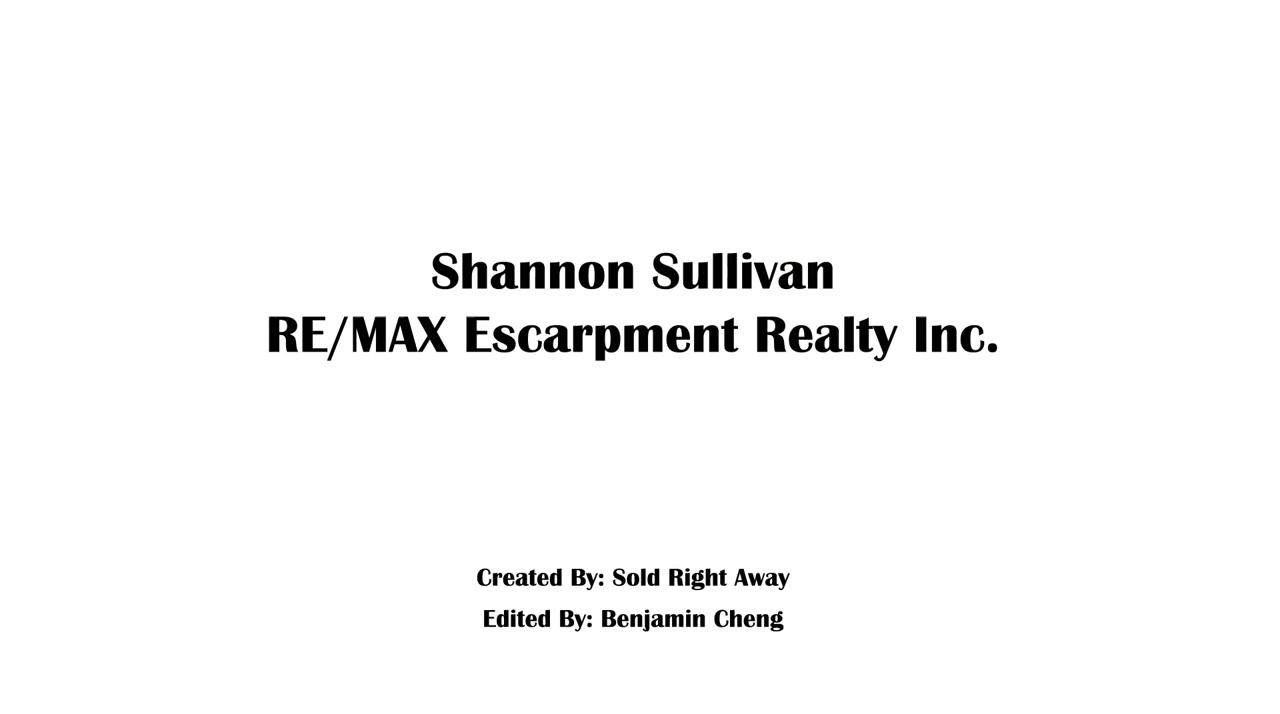 Shannon Sullivan
RE/MAX Escarpment Realty Inc.
Created By: Sold Right Away
Edited By: Benjamin Cheng